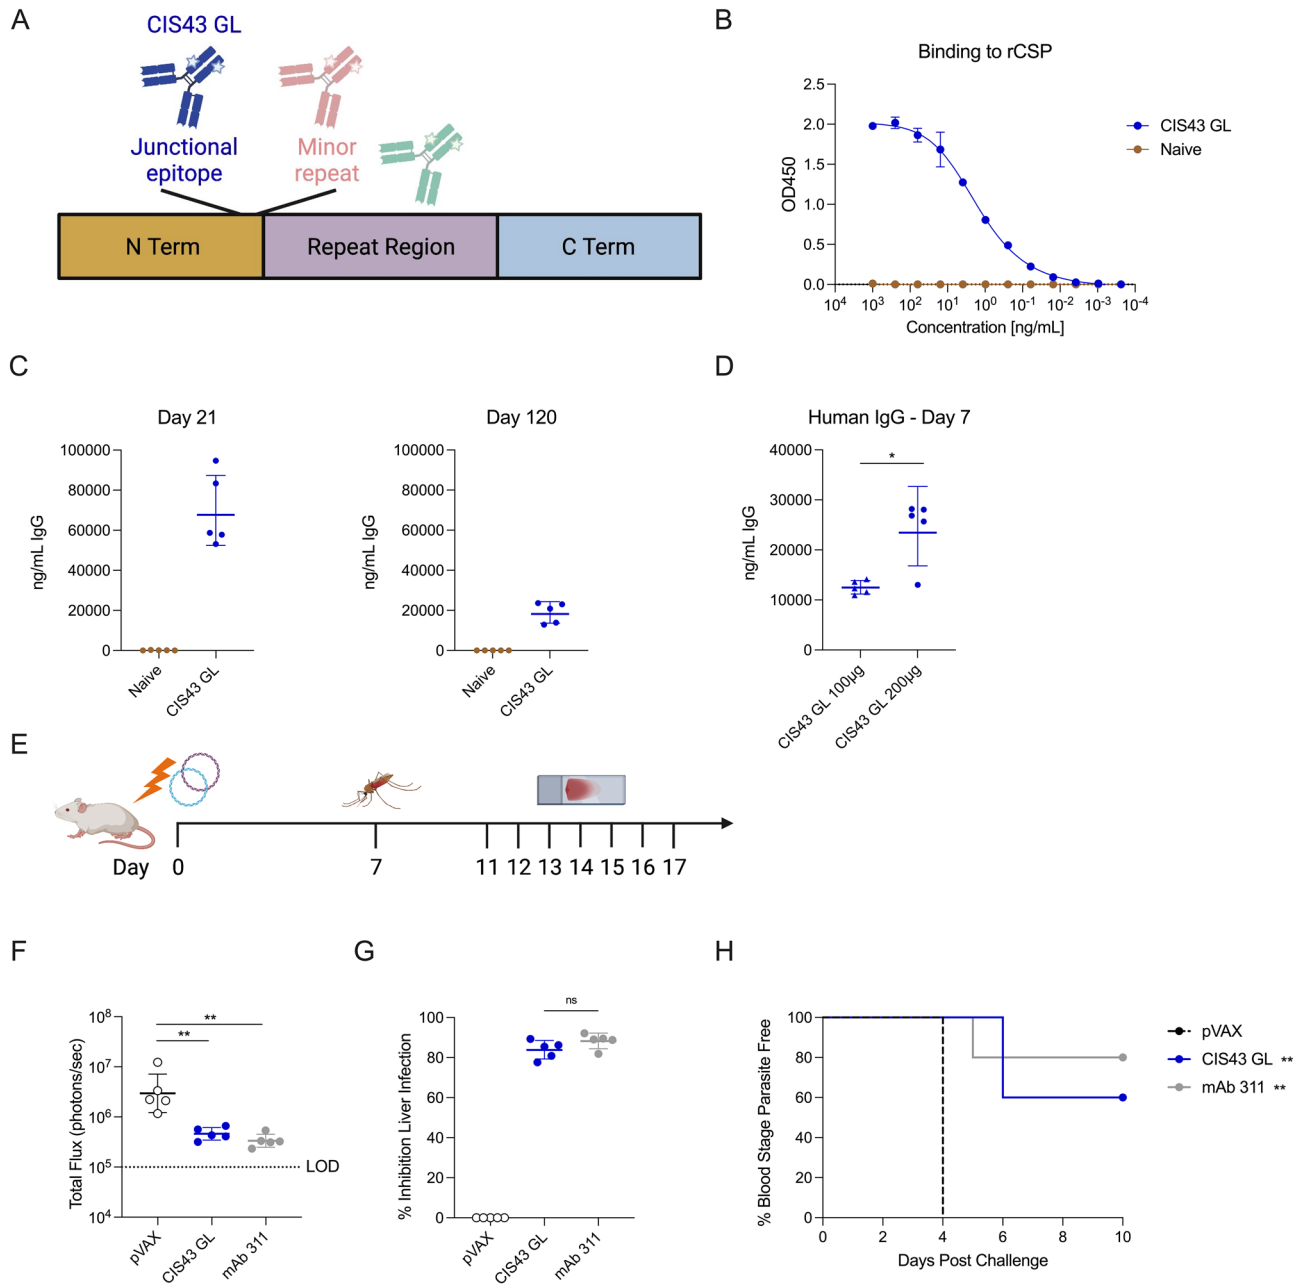 A
CIS43 GL
Junctional
epitope
Minor
repeat
N Term
Repeat Region
C Term
B
Binding to rCSP
OD450
2.5
2.0
1.5
1.0
0.5
0.0
10⁴ 10³ 10² 10¹ 10⁰ 10⁻¹ 10⁻² 10⁻³ 10⁻⁴
Concentration [ng/mL]
CIS43 GL
Naive
C
Day 21
ng/mL IgG
100000
80000
60000
40000
20000
0
Naive
CIS43 GL
Day 120
ng/mL IgG
100000
80000
60000
40000
20000
0
Naive
CIS43 GL
D
Human IgG - Day 7
ng/mL IgG
40000
30000
20000
10000
0
*
CIS43 GL 100µg
CIS43 GL 200µg
E
Day 0 7 11 12 13 14 15 16 17
F
Total Flux (photons/sec)
10⁸
10⁷
10⁶
10⁵
10⁴
**
**
LOD
pVAX
CIS43 GL
mAb 311
G
% Inhibition Liver Infection
100
80
60
40
20
0
ns
pVAX
CIS43 GL
mAb 311
H
% Blood Stage Parasite Free
100
80
60
40
20
0
0 2 4 6 8 10
Days Post Challenge
pVAX
CIS43 GL **
mAb 311 **